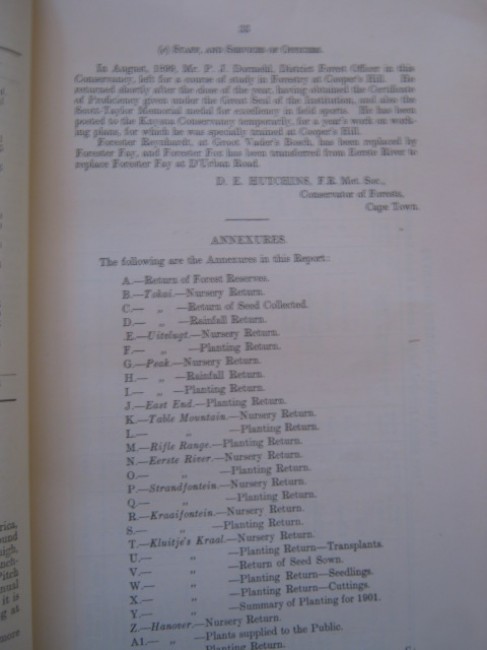 (e) STAFF, AND SERVICES OF OFFICERS.
In August, 1899, Mr. P. J. District Forest Officer in this
Conservancy, left for a course of study in Forestry at Cooper's Hill. He
returned shortly after the close of the year, having obtained the Certificate
of Proficiency given under the Great Seal of the Institution, and also the
Scott-Taylor Memorial medal for excellency in field sports. He has been
posted to the Knysna Conservancy temporarily, for a year's work on work-
ing plans, for which he was specially trained at Cooper's Hill.
Forester Reynhardt, at Groot Vader's Bosch, has been replaced by
Forester Fay, and Forester Fox has been transferred from Eerste River to
replace Forester Fay at D'Urban Road.
D. E. HUTCHINS, F.R. Met. Soc.,
Conservator of Forests,
Cape Town.
ANNEXURES.
The following are the Annexures in this Report:
A.—Return of Forest Reserves.
B.—Tokai.—Nursery Return.
C.— „ —Return of Seed Collected.
D.— „ —Rainfall Return.
E.—Uitvlugt.—Nursery Return.
F.— „ —Planting Return.
G.—Peak.—Nursery Return.
H.— „ —Rainfall Return.
I.— „ —Planting Return.
J.—East End.—Planting Return.
K.—Table Mountain.—Nursery Return.
L.— „ —Planting Return.
M.—Rifle Range.—Planting Return.
N.—Eerste River.—Nursery Return.
O.— „ —Planting Return.
P.—Strandfontein.—Nursery Return.
Q.— „ —Planting Return.
R.—Kraaifontein.—Nursery Return.
S.— „ —Planting Return.
T.—Kluitje's Kraal.—Nursery Return.
U.— „ —Planting Return—Transplants.
V.— „ —Return of Seed Sown.
W.— „ —Planting Return—Seedlings.
X.— „ —Planting Return—Cuttings.
Y.— „ —Summary of Planting for 1901.
Z.—Hanover.—Nursery Return.
A1.— „ —Plants supplied to the Public.
—Planting Return.